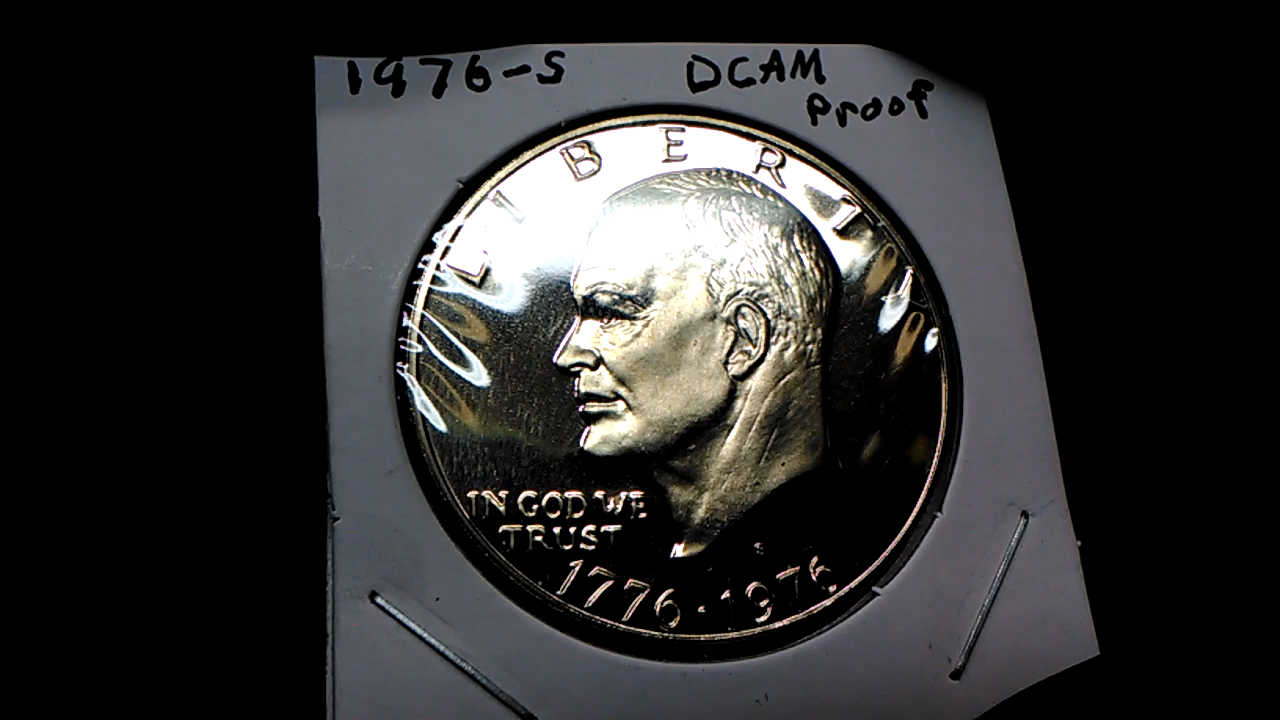 1976-S DCAM
Proof
LIBERTY
IN GOD WE
TRUST
S
1776·1976